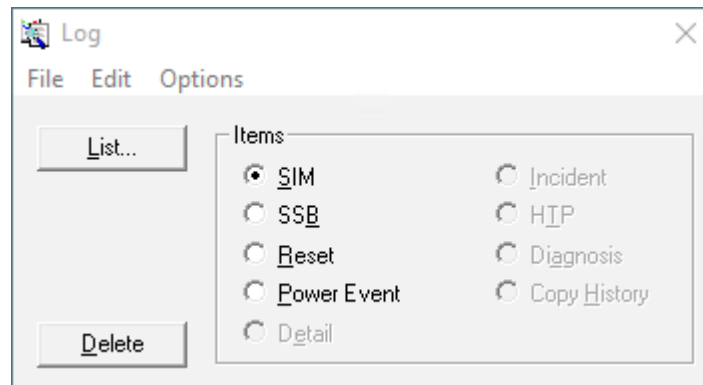 Log
File Edit Options
List...
Items
SIM
Incident
SSB
HTP
Reset
Diagnosis
Power Event
Copy History
Detail
Delete